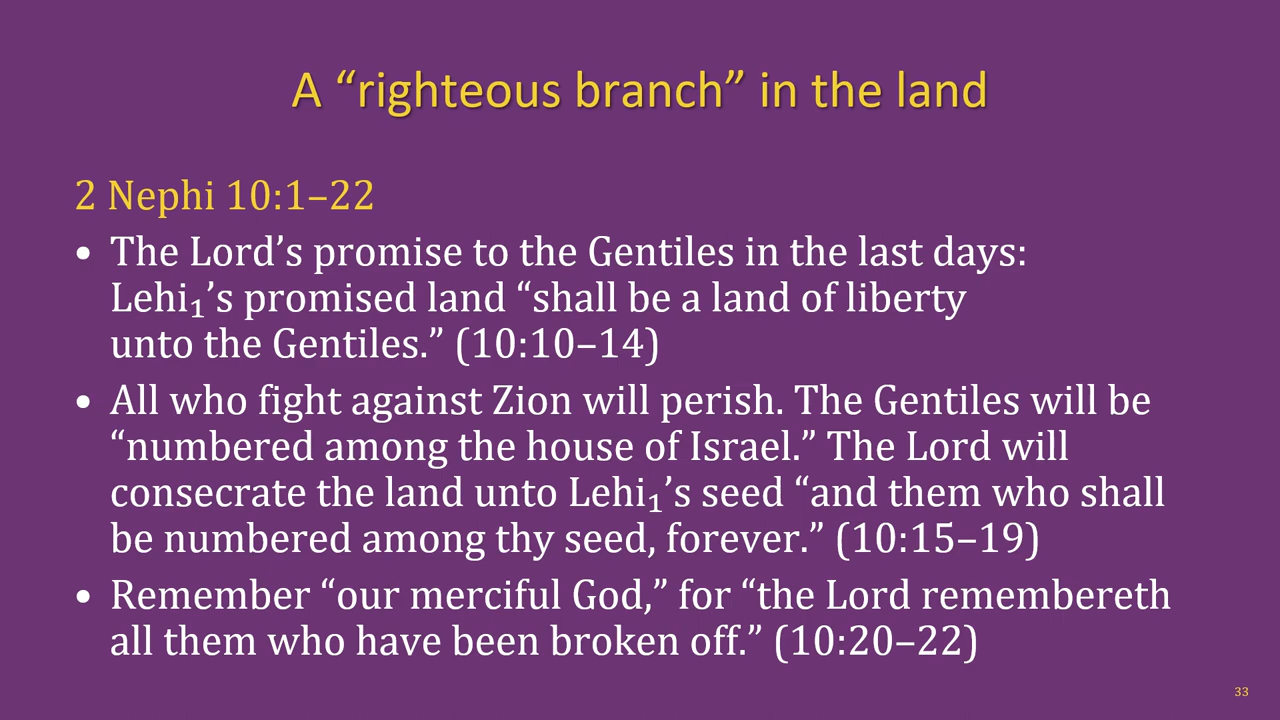 A “righteous branch” in the land
2 Nephi 10:1–22
• The Lord’s promise to the Gentiles in the last days:
Lehi₁’s promised land “shall be a land of liberty
unto the Gentiles.” (10:10–14)
• All who fight against Zion will perish. The Gentiles will be
“numbered among the house of Israel.” The Lord will
consecrate the land unto Lehi₁’s seed “and them who shall
be numbered among thy seed, forever.” (10:15–19)
• Remember “our merciful God,” for “the Lord remembereth
all them who have been broken off.” (10:20–22)
33